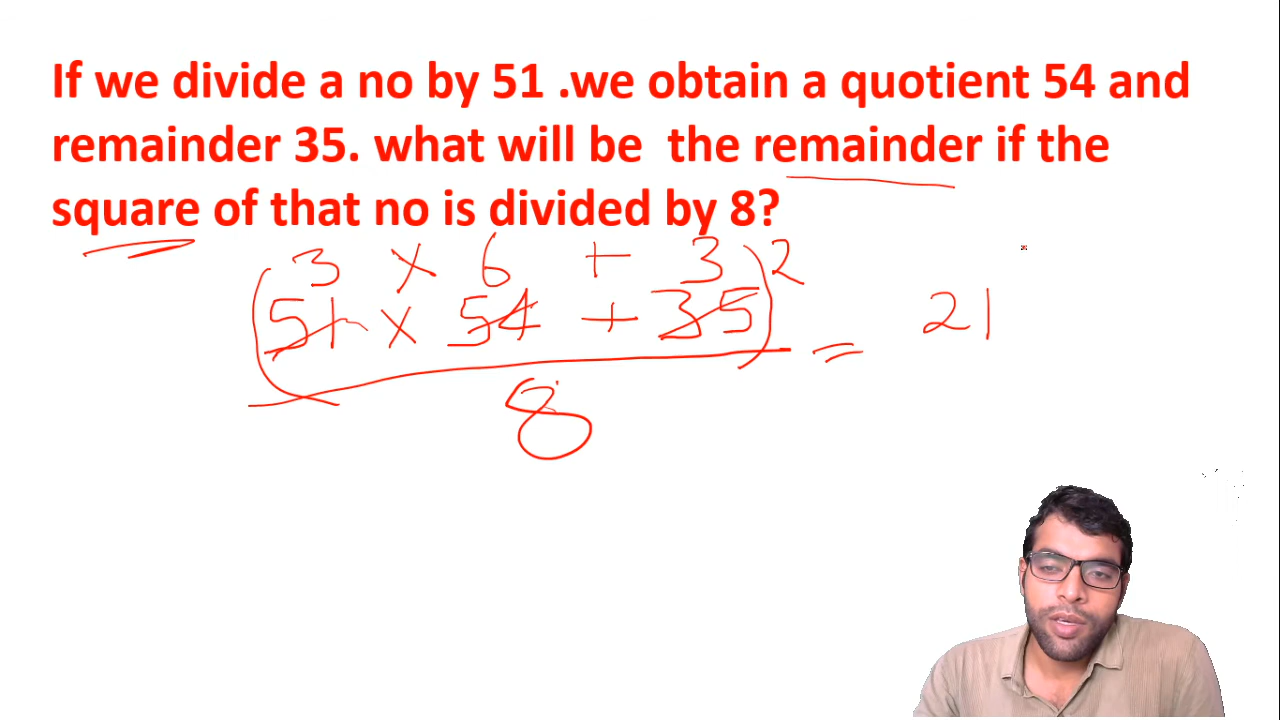 If we divide a no by 51 .we obtain a quotient 54 and
remainder 35. what will be the remainder if the
square of that no is divided by 8?
3 × 6 + 3
(51 × 54 + 35)2 = 21
8